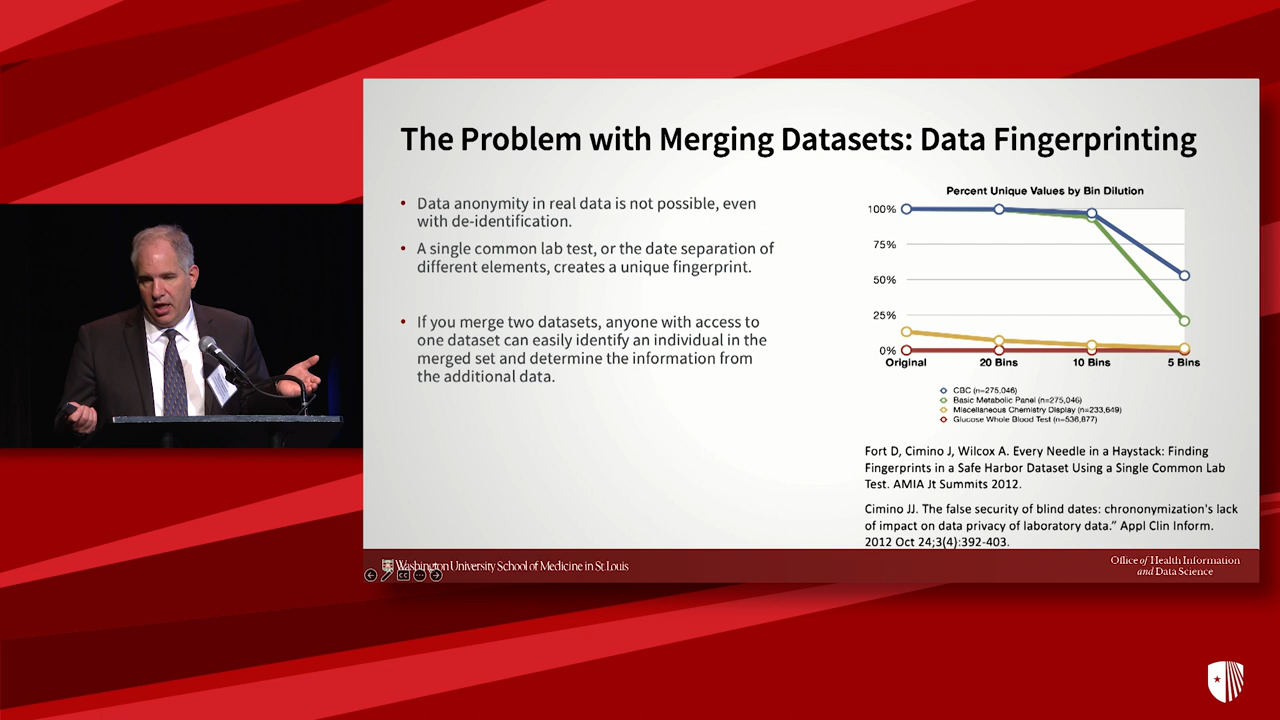 The Problem with Merging Datasets: Data Fingerprinting
• Data anonymity in real data is not possible, even
with de-identification.
• A single common lab test, or the date separation of
different elements, creates a unique fingerprint.
• If you merge two datasets, anyone with access to
one dataset can easily identify an individual in the
merged set and determine the information from
the additional data.
Percent Unique Values by Bin Dilution
100%
75%
50%
25%
0%
Original 20 Bins 10 Bins 5 Bins
CBC (n=275,046)
Basic Metabolic Panel (n=275,046)
Miscellaneous Chemistry Display (n=233,649)
Glucose Whole Blood Test (n=536,877)
Fort D, Cimino J, Wilcox A. Every Needle in a Haystack: Finding
Fingerprints in a Safe Harbor Dataset Using a Single Common Lab
Test. AMIA Jt Summits 2012.
Cimino JJ. The false security of blind dates: chrononymization's lack
of impact on data privacy of laboratory data.” Appl Clin Inform.
2012 Oct 24;3(4):392-403.
Washington University School of Medicine in St. Louis
Office of Health Information
and Data Science